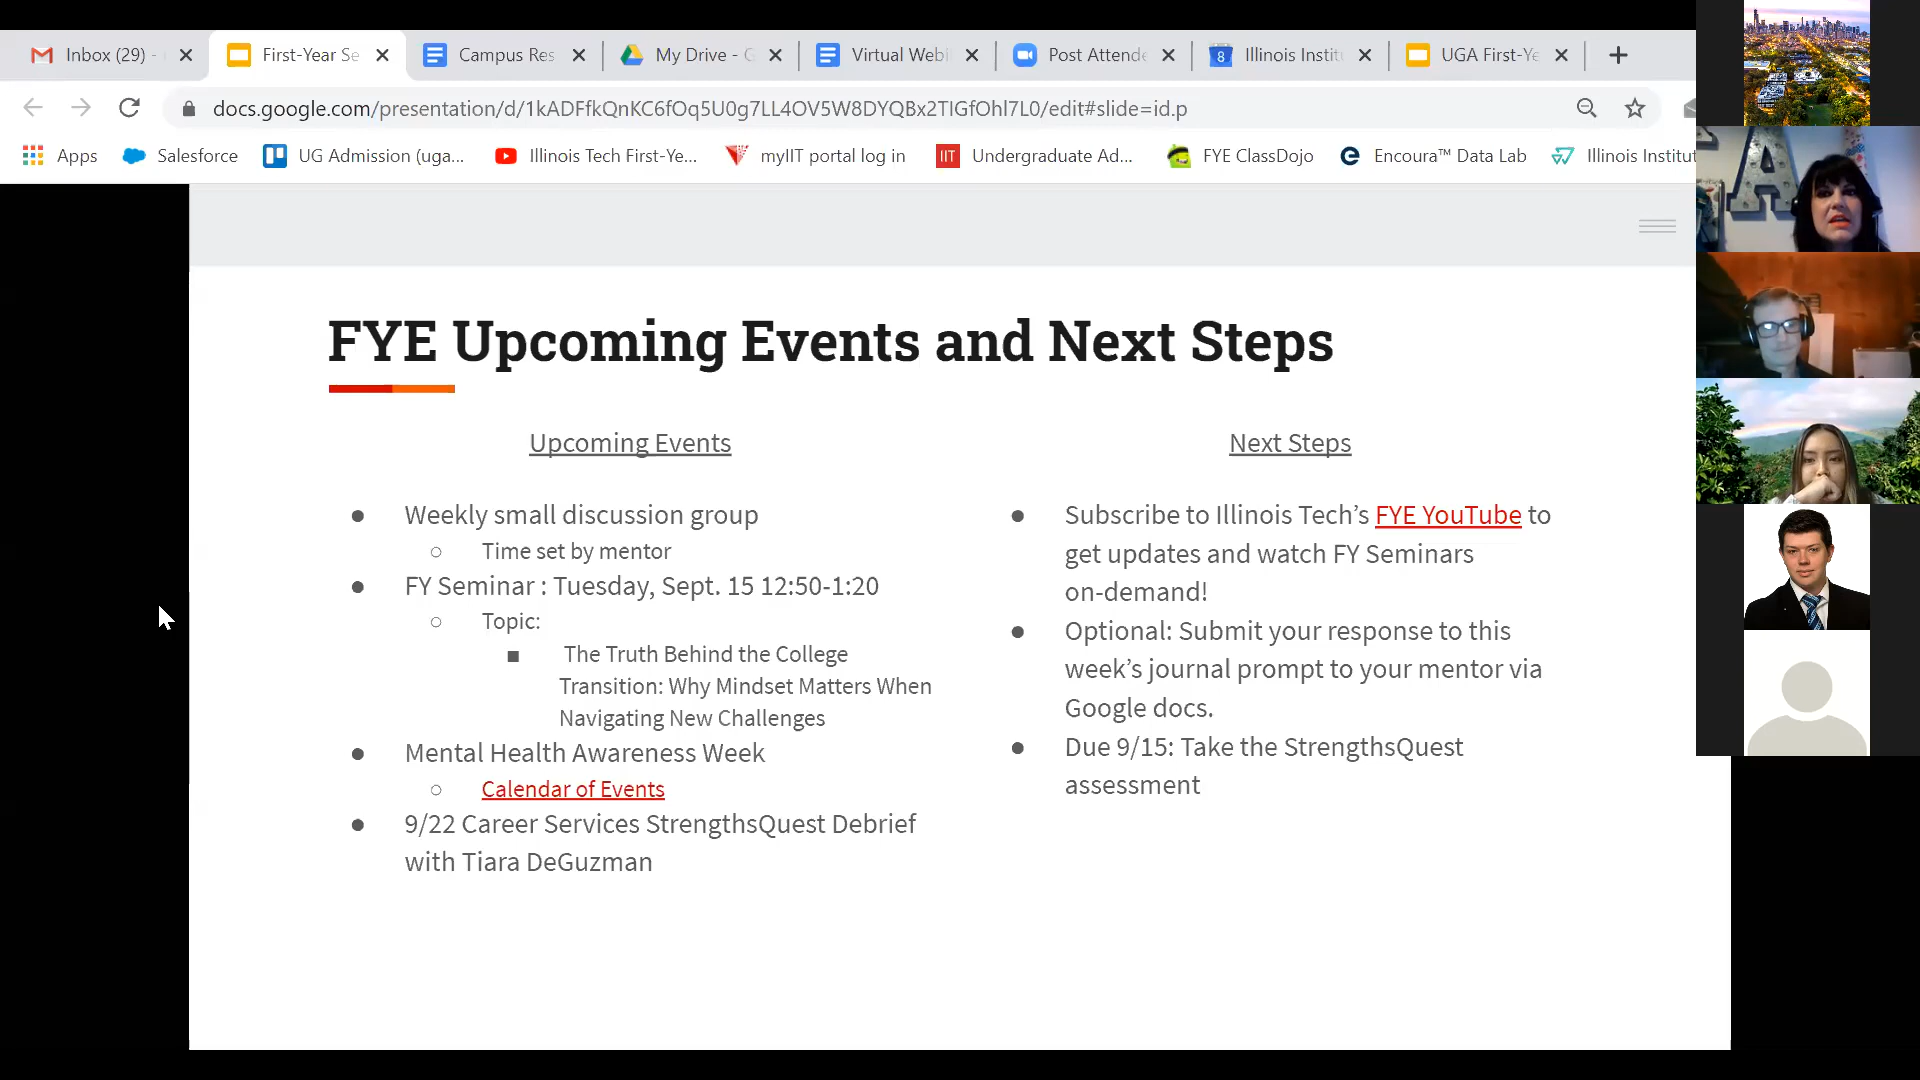 Inbox (29) -
First-Year Se
Campus Res
My Drive - G
Virtual Webi
Post Attende
Illinois Instit
UGA First-Ye
docs.google.com/presentation/d/1kADFfkQnKC6fOq5U0g7LL4OV5W8DYQBx2TIGfOhl7L0/edit#slide=id.p
Apps
Salesforce
UG Admission (uga...
Illinois Tech First-Ye...
myIIT portal log in
IIT
Undergraduate Ad...
FYE ClassDojo
Encoura™ Data Lab
Illinois Institut
A
FYE Upcoming Events and Next Steps
Upcoming Events
● Weekly small discussion group
○ Time set by mentor
● FY Seminar : Tuesday, Sept. 15 12:50-1:20
○ Topic:
■ The Truth Behind the College
Transition: Why Mindset Matters When
Navigating New Challenges
● Mental Health Awareness Week
○ Calendar of Events
● 9/22 Career Services StrengthsQuest Debrief
with Tiara DeGuzman
Next Steps
● Subscribe to Illinois Tech’s FYE YouTube to
get updates and watch FY Seminars
on-demand!
● Optional: Submit your response to this
week’s journal prompt to your mentor via
Google docs.
● Due 9/15: Take the StrengthsQuest
assessment